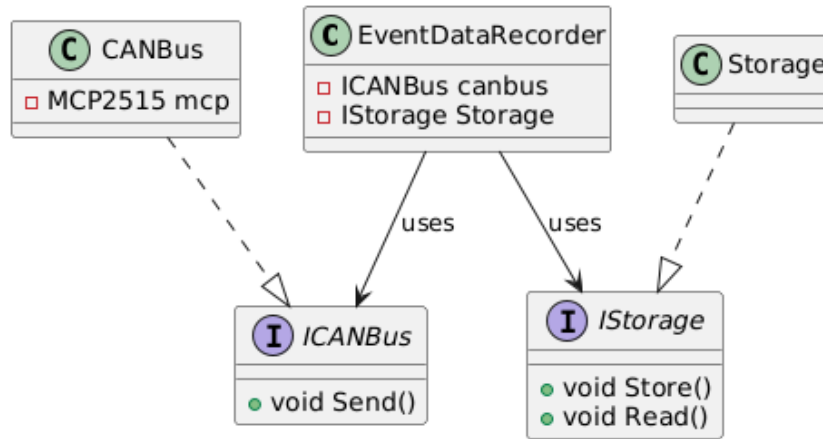 C CANBus
MCP2515 mcp
C EventDataRecorder
ICANBus canbus
IStorage Storage
C Storage
uses
uses
I ICANBus
void Send()
I IStorage
void Store()
void Read()